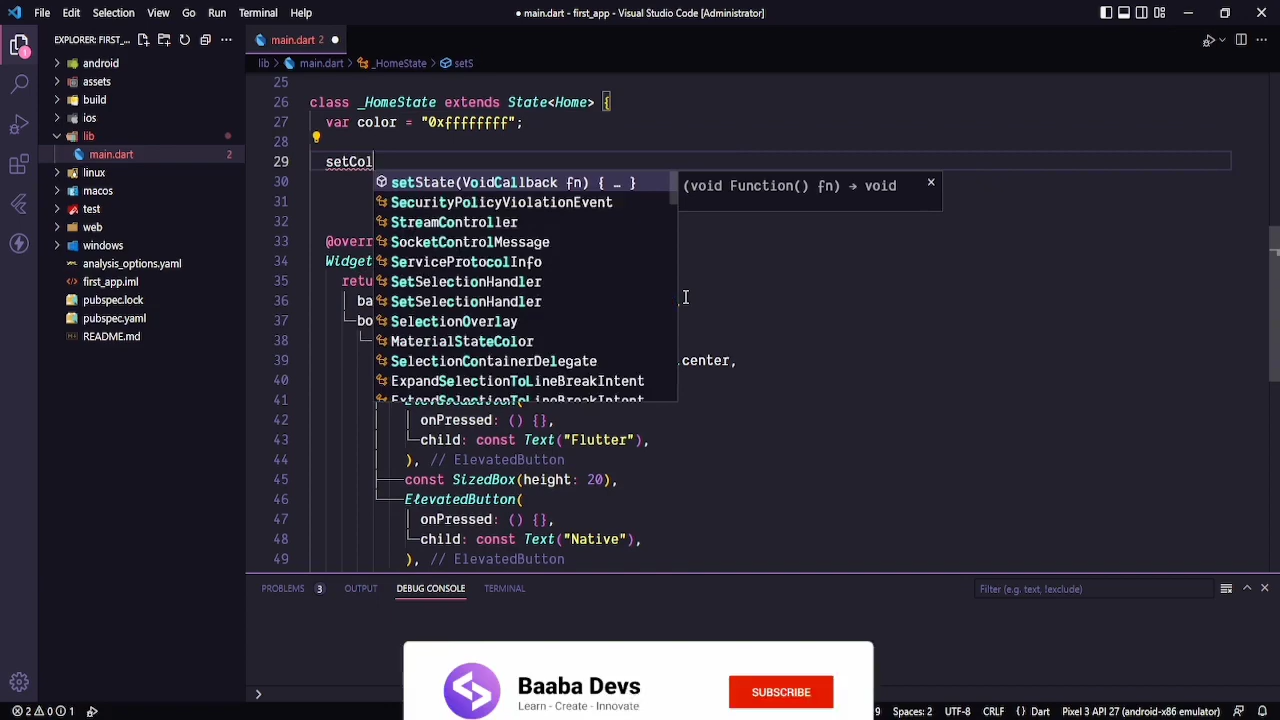 File Edit Selection View Go Run Terminal Help
● main.dart - first_app - Visual Studio Code [Administrator]
EXPLORER: FIRST_...
main.dart 2
lib > main.dart > _HomeState > setS
android
assets
build
ios
lib
main.dart 2
linux
macos
test
web
windows
analysis_options.yaml
first_app.iml
pubspec.lock
pubspec.yaml
README.md
1
25
26 class _HomeState extends State<Home> {
27 var color = "0xffffffff";
28
29 setCol
30
31
32
33 @overr
34 Widget
35 retu
36 ba
37 bo
38
39 .center,
40
41
42 onPressed: () {},
43 child: const Text("Flutter"),
44 ), // ElevatedButton
45 const SizedBox(height: 20),
46 ElevatedButton(
47 onPressed: () {},
48 child: const Text("Native"),
49 ), // ElevatedButton
setState(VoidCallback fn) { … }
SecurityPolicyViolationEvent
StreamController
SocketControlMessage
ServiceProtocolInfo
SetSelectionHandler
SetSelectionHandler
SelectionOverlay
MaterialStateColor
SelectionContainerDelegate
ExpandSelectionToLineBreakIntent
ExtendSelectionToLineBreakIntent
(void Function() fn) → void
PROBLEMS 3 OUTPUT DEBUG CONSOLE TERMINAL
Filter (e.g. text, !exclude)
Baaba Devs
Learn - Create - Innovate
SUBSCRIBE
2 0 1
9 Spaces: 2 UTF-8 CRLF {} Dart Pixel 3 API 27 (android-x86 emulator)